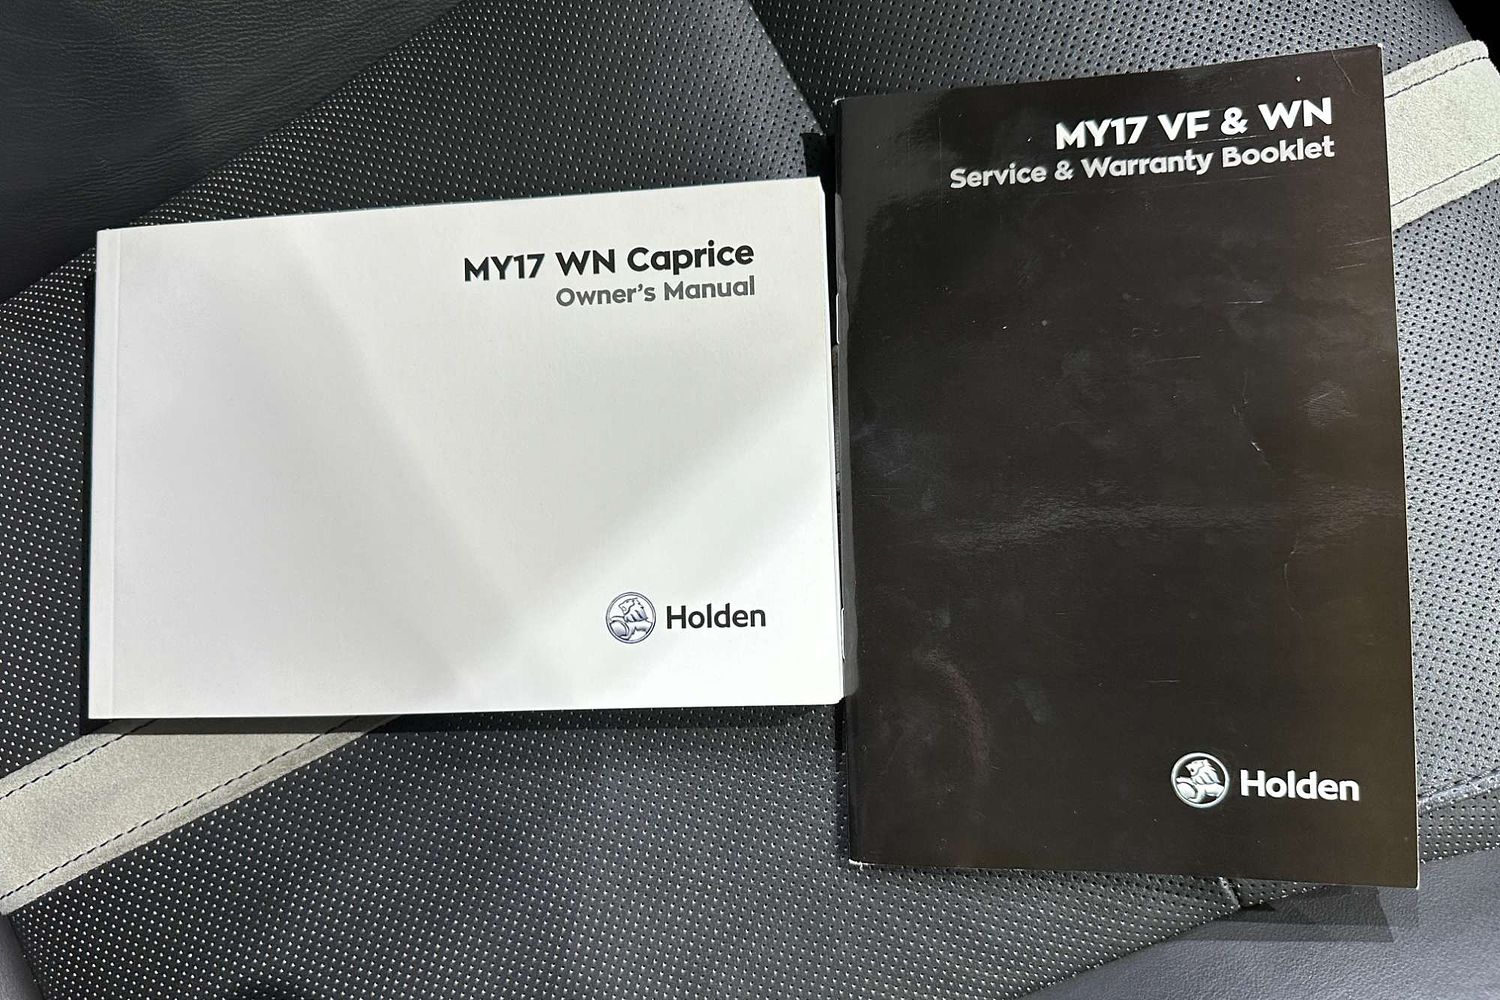 MY17 WN Caprice
Owner's Manual
Holden
MY17 VF & WN
Service & Warranty Booklet
Holden